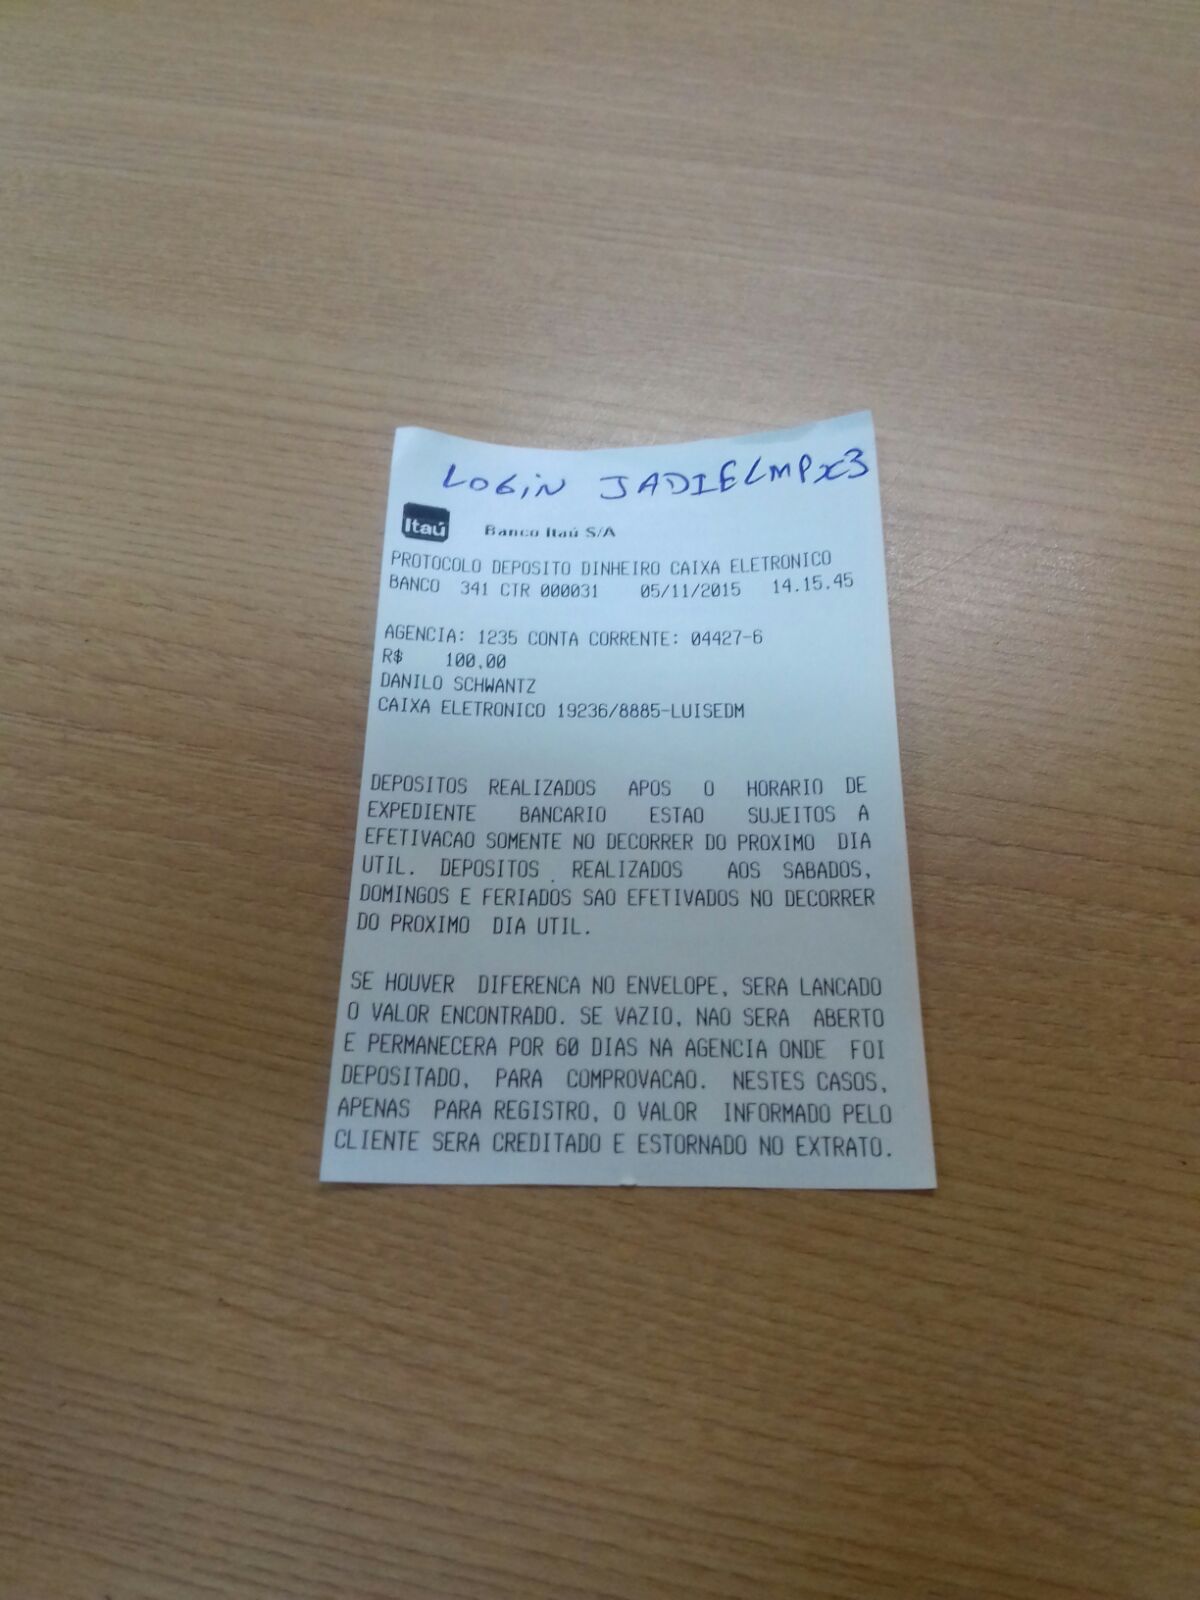 LOGIN JADIELMPX3
Itaú Banco Itaú S/A
PROTOCOLO DEPOSITO DINHEIRO CAIXA ELETRONICO
BANCO 341 CTR 000031 05/11/2015 14.15.45
AGENCIA: 1235 CONTA CORRENTE: 04427-6
R$ 100,00
DANILO SCHWANTZ
CAIXA ELETRONICO 19236/8885-LUISEDM
DEPOSITOS REALIZADOS APOS O HORARIO DE
EXPEDIENTE BANCARIO ESTAO SUJEITOS A
EFETIVACAO SOMENTE NO DECORRER DO PROXIMO DIA
UTIL. DEPOSITOS REALIZADOS AOS SABADOS,
DOMINGOS E FERIADOS SAO EFETIVADOS NO DECORRER
DO PROXIMO DIA UTIL.
SE HOUVER DIFERENCA NO ENVELOPE, SERA LANCADO
O VALOR ENCONTRADO. SE VAZIO, NAO SERA ABERTO
E PERMANECERA POR 60 DIAS NA AGENCIA ONDE FOI
DEPOSITADO, PARA COMPROVACAO. NESTES CASOS,
APENAS PARA REGISTRO, O VALOR INFORMADO PELO
CLIENTE SERA CREDITADO E ESTORNADO NO EXTRATO.